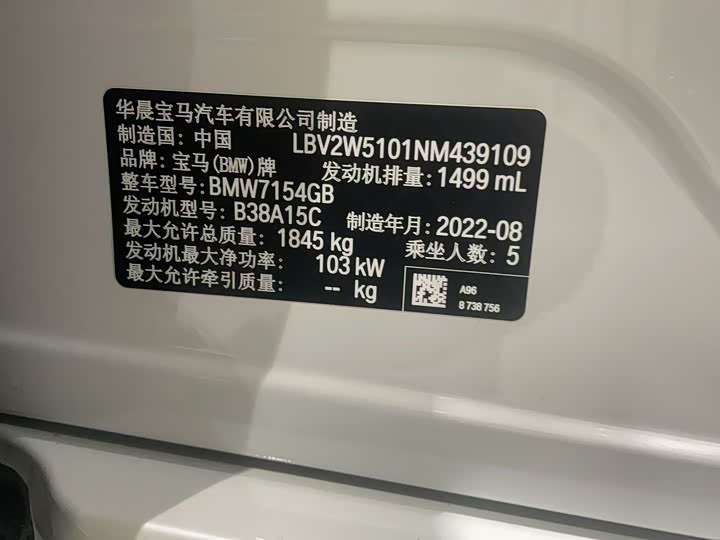 华晨宝马汽车有限公司制造
制造国: 中国 LBV2W5101NM439109
品牌: 宝马(BMW)牌 发动机排量: 1499 mL
整车型号: BMW7154GB
发动机型号: B38A15C 制造年月: 2022-08
最大允许总质量: 1845 kg 乘坐人数: 5
发动机最大净功率: 103 kW
最大允许牵引质量: -- kg
A96
8 738 756